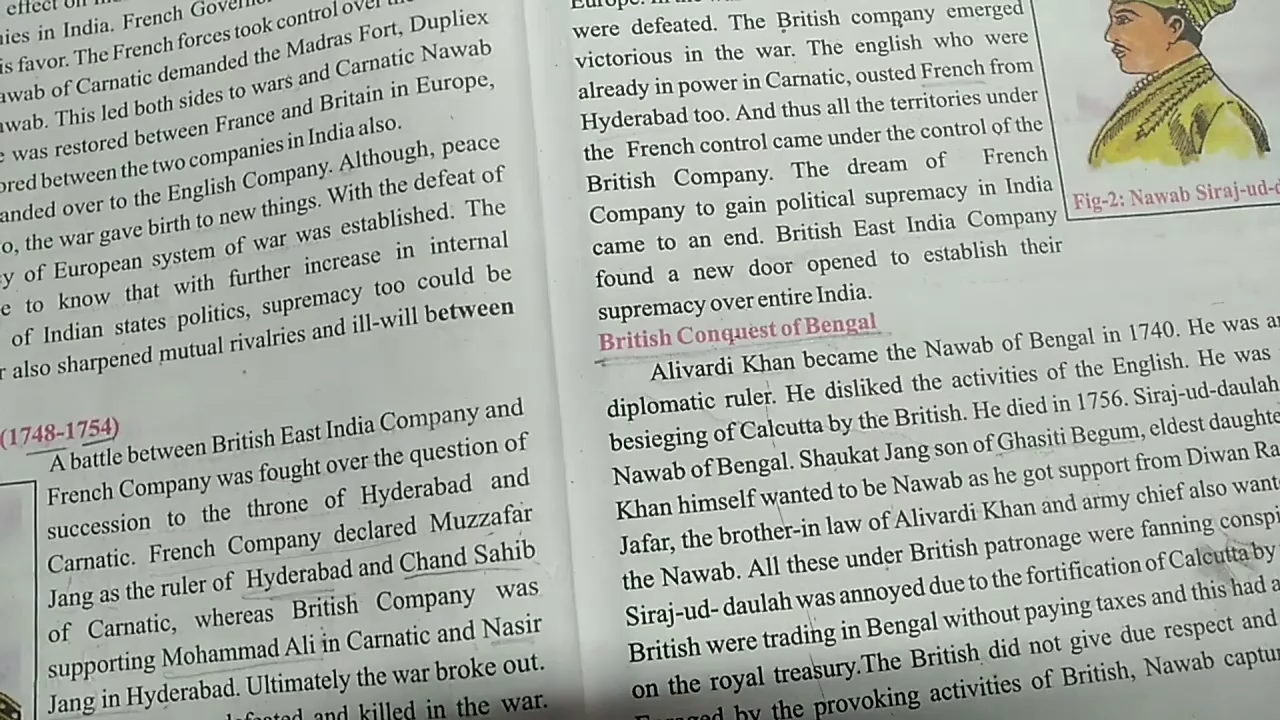 effect on
nies in India. French
is favor. The French forces took control over
awab of Carnatic demanded the Madras Fort, Dupliex
awab. This led both sides to wars and Carnatic Nawab
was restored between France and Britain in Europe,
ored between the two companies in India also.
anded over to the English Company. Although, peace
o, the war gave birth to new things. With the defeat of
y of European system of war was established. The
e to know that with further increase in internal
of Indian states politics, supremacy too could be
r also sharpened mutual rivalries and ill-will between
(1748-1754)
A battle between British East India Company and
French Company was fought over the question of
succession to the throne of Hyderabad and
Carnatic. French Company declared Muzzafar
Jang as the ruler of Hyderabad and Chand Sahib
of Carnatic, whereas British Company was
supporting Mohammad Ali in Carnatic and Nasir
Jang in Hyderabad. Ultimately the war broke out.
and killed in the war.
were defeated. The British company emerged
victorious in the war. The english who were
already in power in Carnatic, ousted French from
Hyderabad too. And thus all the territories under
the French control came under the control of the
British Company. The dream of French
Company to gain political supremacy in India
came to an end. British East India Company
found a new door opened to establish their
supremacy over entire India.
Fig-2: Nawab Siraj-ud-d
British Conquest of Bengal
Alivardi Khan became the Nawab of Bengal in 1740. He was an
diplomatic ruler. He disliked the activities of the English. He was
besieging of Calcutta by the British. He died in 1756. Siraj-ud-daulah
Nawab of Bengal. Shaukat Jang son of Ghasiti Begum, eldest daughte
Khan himself wanted to be Nawab as he got support from Diwan Ra
Jafar, the brother-in law of Alivardi Khan and army chief also want
the Nawab. All these under British patronage were fanning conspi
Siraj-ud- daulah was annoyed due to the fortification of Calcutta by
British were trading in Bengal without paying taxes and this had a
on the royal treasury.The British did not give due respect and
by the provoking activities of British, Nawab captu